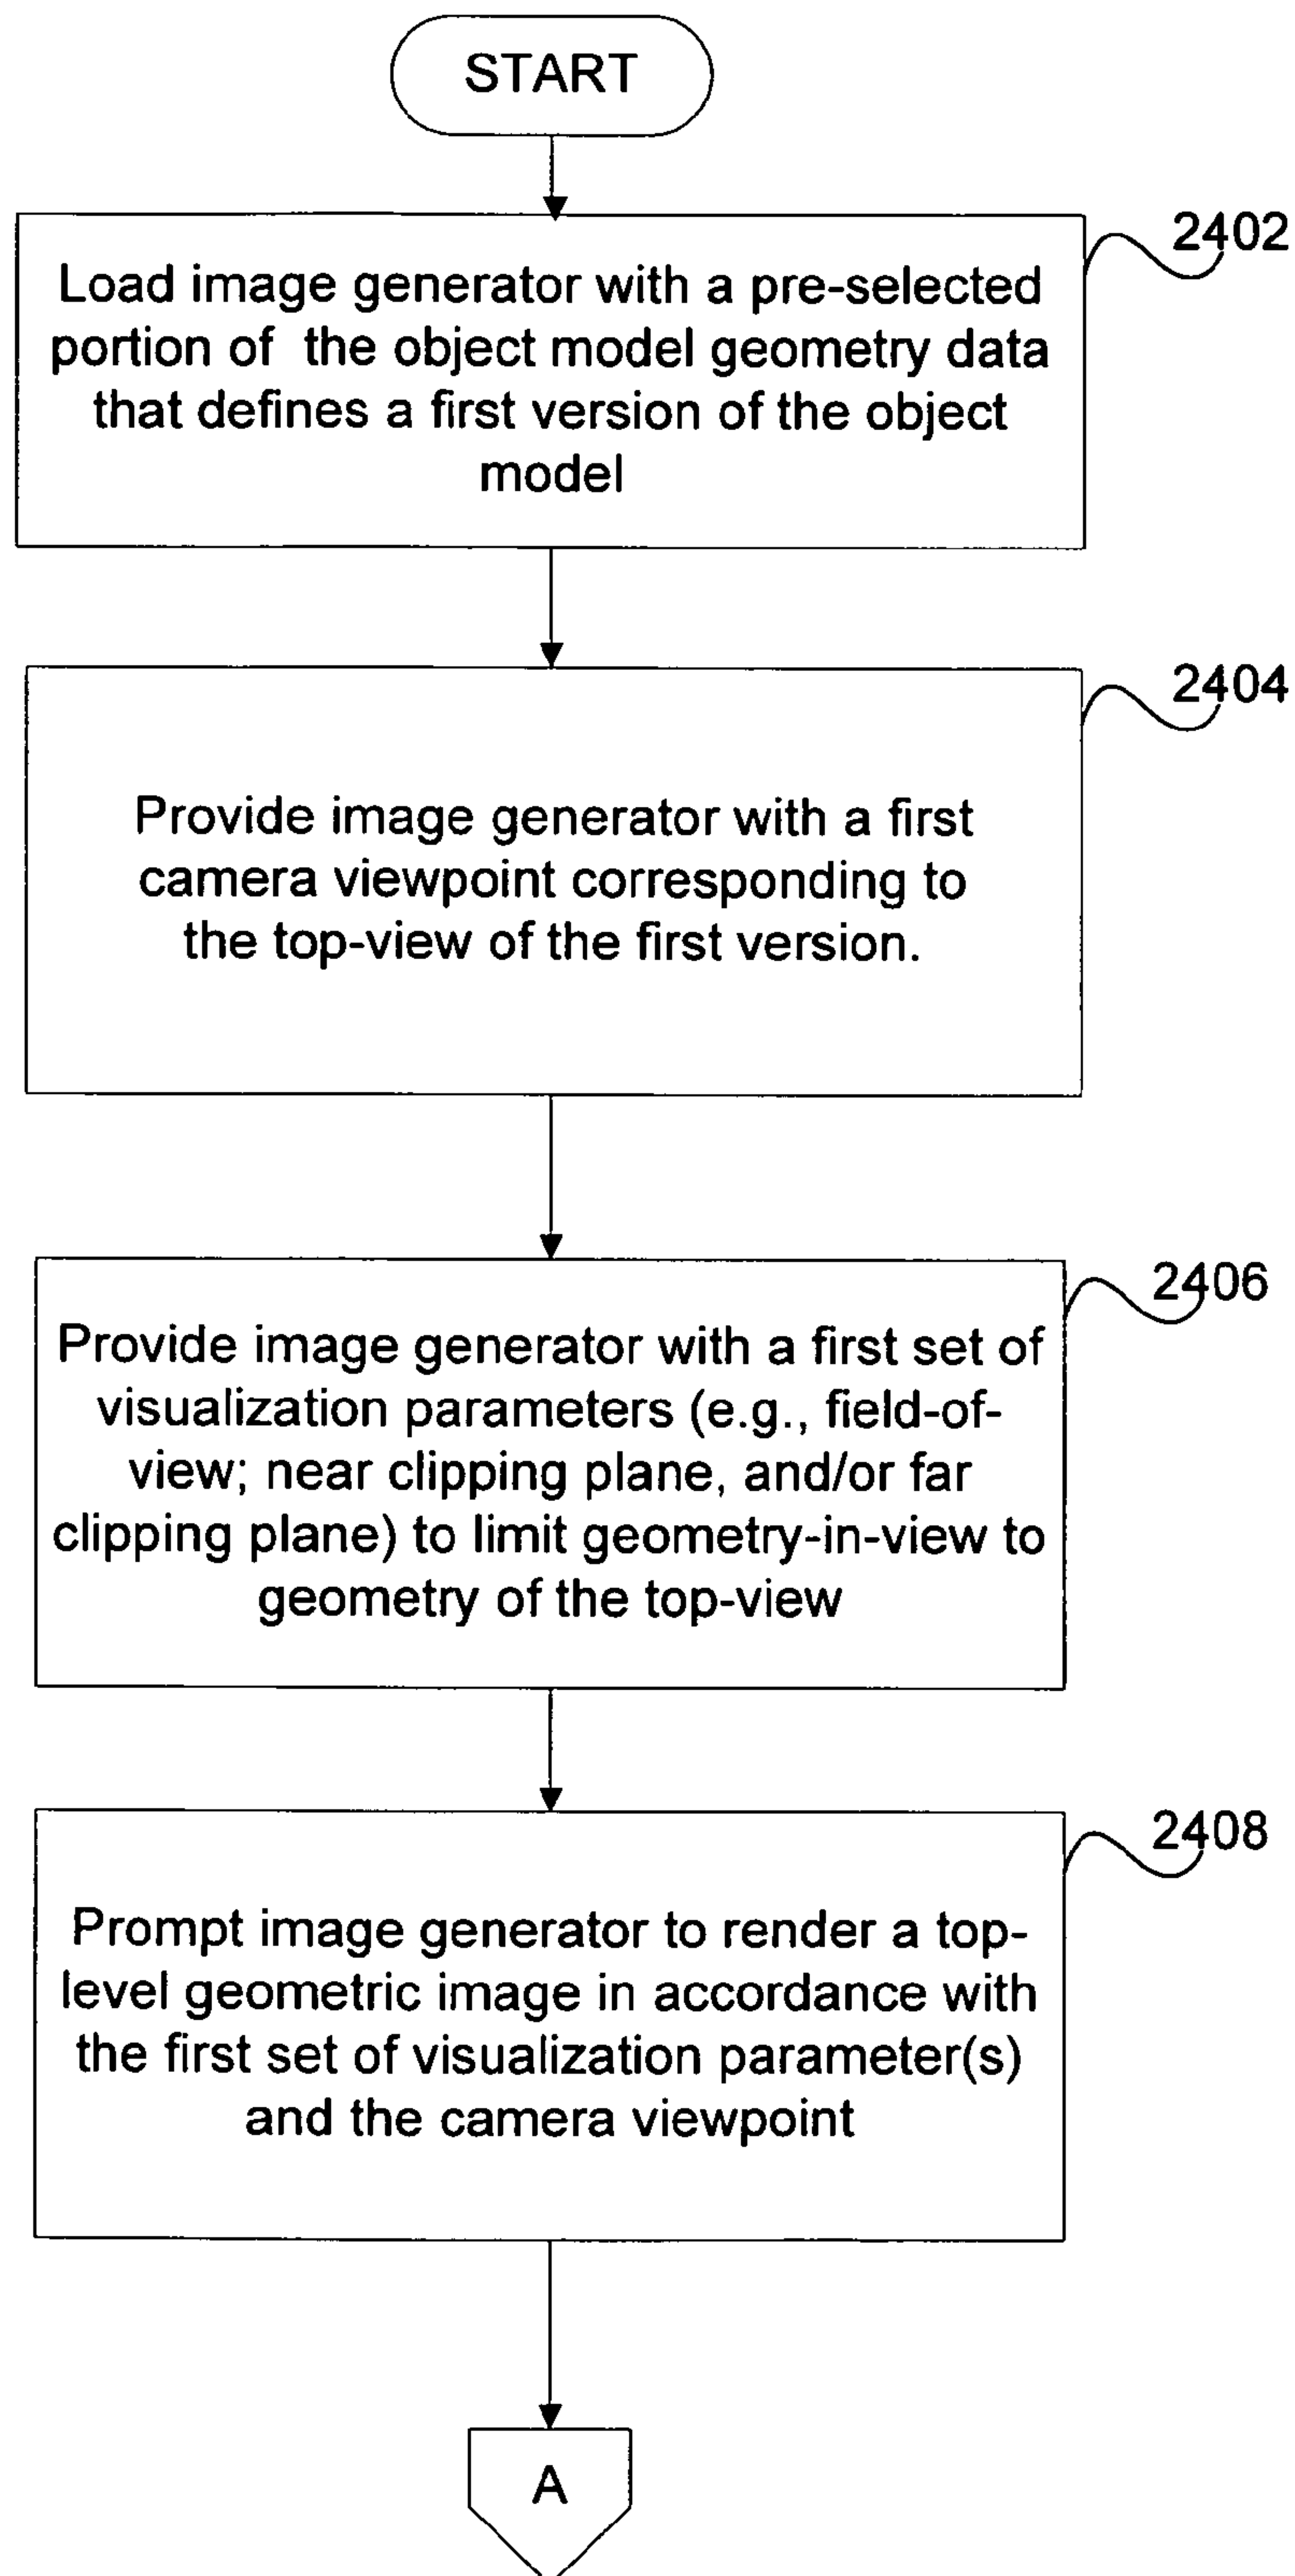 START
2402
Load image generator with a pre-selected
portion of the object model geometry data
that defines a first version of the object
model
2404
Provide image generator with a first
camera viewpoint corresponding to
the top-view of the first version.
2406
Provide image generator with a first set of
visualization parameters (e.g., field-of-
view; near clipping plane, and/or far
clipping plane) to limit geometry-in-view to
geometry of the top-view
2408
Prompt image generator to render a top-
level geometric image in accordance with
the first set of visualization parameter(s)
and the camera viewpoint
A